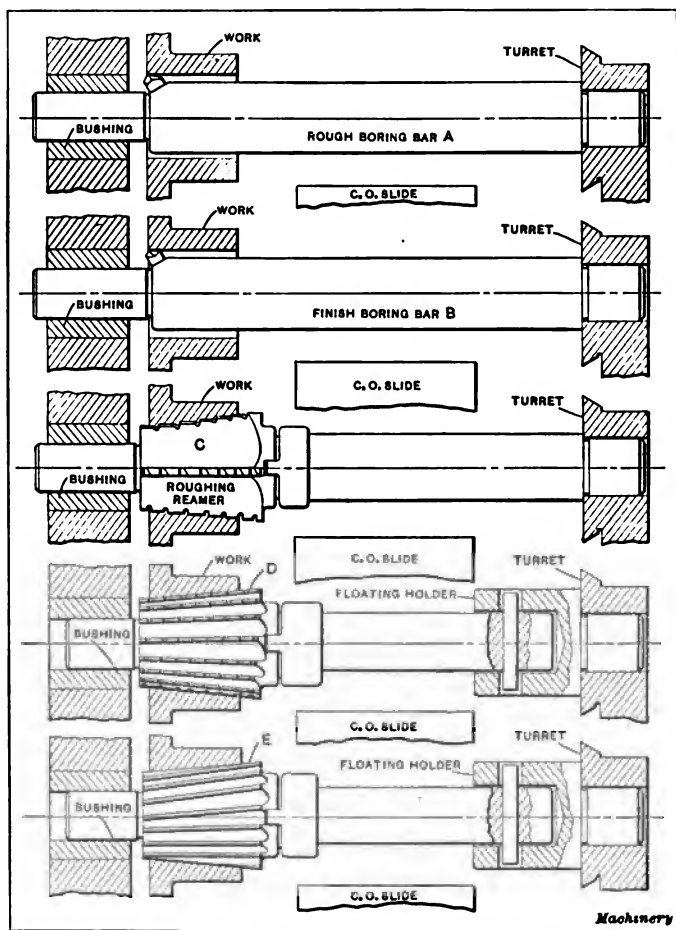 WORK
TURRET
BUSHING
ROUGH BORING BAR A
C.O. SLIDE
WORK
TURRET
BUSHING
FINISH BORING BAR B
C.O. SLIDE
WORK
TURRET
C
BUSHING
ROUGHING
REAMER
C.O. SLIDE
WORK
D
TURRET
FLOATING HOLDER
BUSHING
C.O. SLIDE
E
TURRET
FLOATING HOLDER
BUSHING
C.O. SLIDE
Machinery